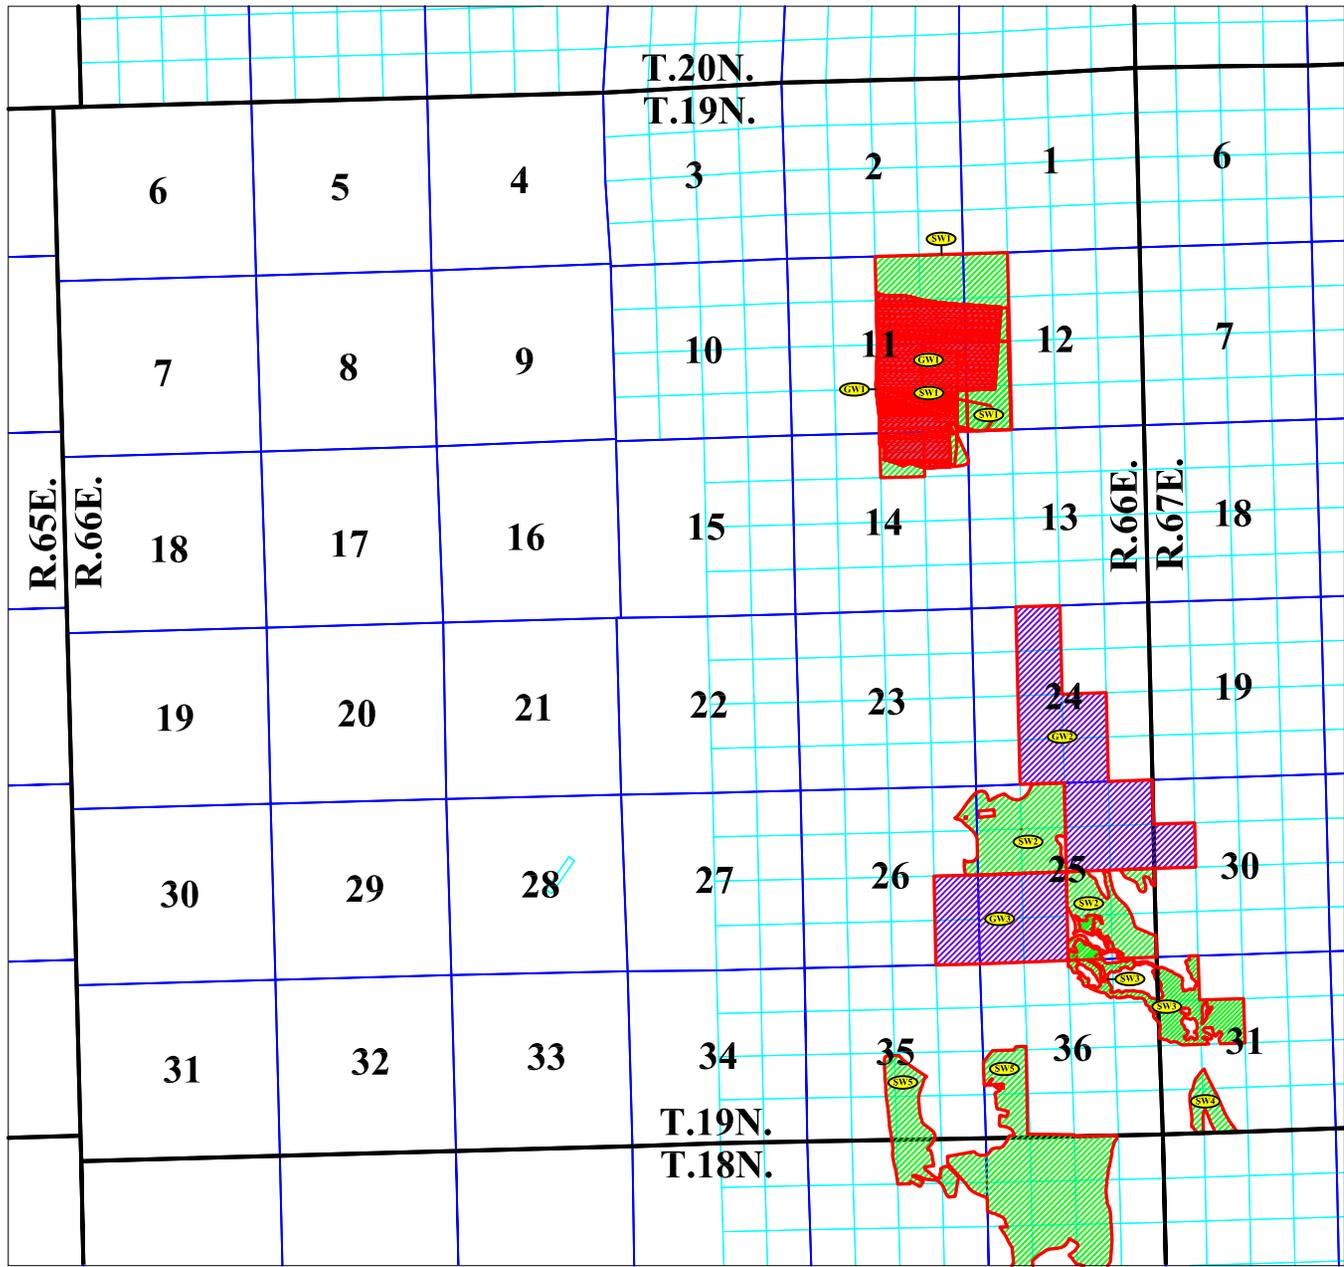 T.20N.
T.19N.
6 5 4 3 2 1 6
SW1
7 8 9 10 11 12 7
GW1
GW1 SW1
SW1
R.65E. R.66E. R.66E. R.67E.
18 17 16 15 14 13 18
19 20 21 22 23 24 19
GW2
SW2
30 29 28 27 26 25 30
SW2
GW3
SW3
SW3
31 32 33 34 35 36 31
SW5 SW5
SW4
T.19N.
T.18N.